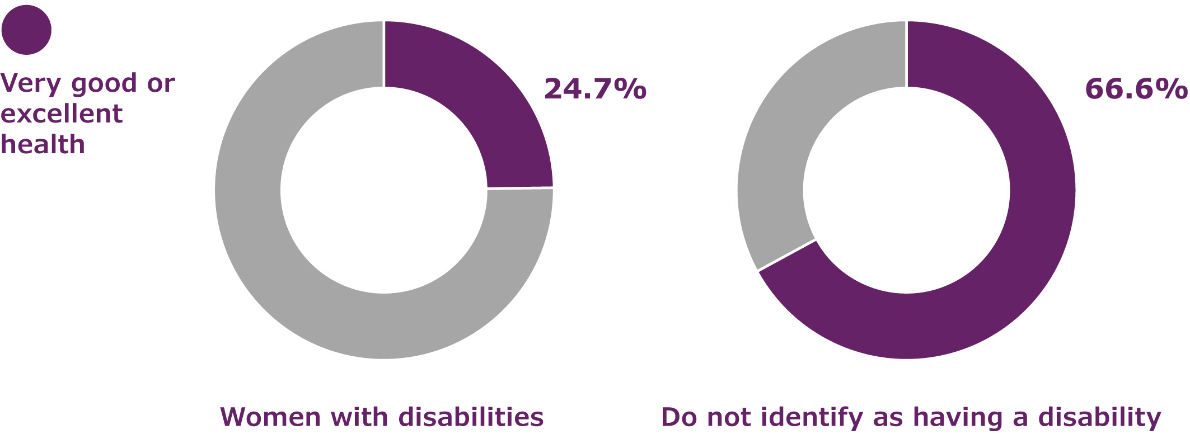 Very good or
excellent
health
24.7%
66.6%
Women with disabilities
Do not identify as having a disability